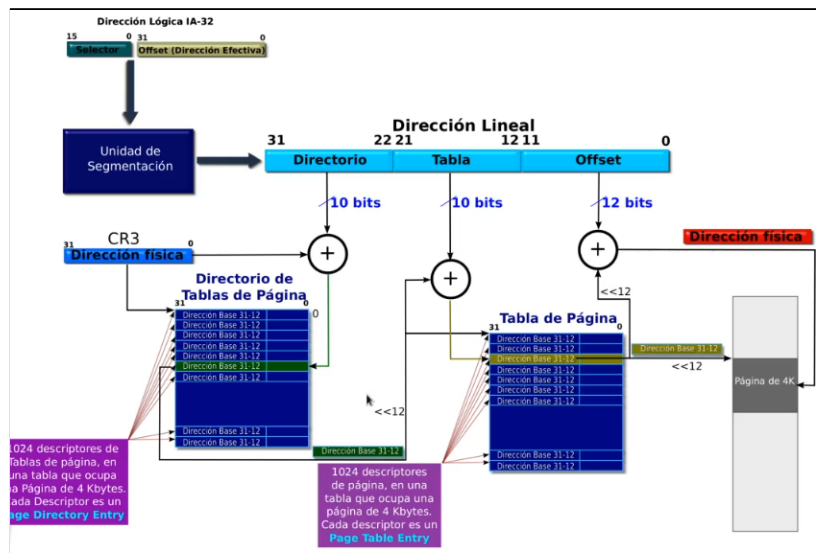 Dirección Lógica IA-32
15 0 31 0
Selector Offset (Dirección Efectiva)
Unidad de
Segmentación
Dirección Lineal
31 22 21 12 11 0
Directorio Tabla Offset
10 bits 10 bits 12 bits
CR3
31 0
Dirección física
Dirección física
Directorio de
Tablas de Página
31 0
0
Dirección Base 31-12
Dirección Base 31-12
Dirección Base 31-12
Dirección Base 31-12
Dirección Base 31-12
Dirección Base 31-12
Dirección Base 31-12
Dirección Base 31-12
Dirección Base 31-12
<<12
Dirección Base 31-12
<<12
Tabla de Página
31 0
Dirección Base 31-12
Dirección Base 31-12
Dirección Base 31-12
Dirección Base 31-12
Dirección Base 31-12
Dirección Base 31-12
Dirección Base 31-12
Dirección Base 31-12
Dirección Base 31-12
Dirección Base 31-12
<<12
Página de 4K
1024 descriptores de
Tablas de página, en
una tabla que ocupa
na Página de 4 Kbytes.
Cada Descriptor es un
age Directory Entry
1024 descriptores
de página, en una
tabla que ocupa una
página de 4 Kbytes.
Cada descriptor es un
Page Table Entry